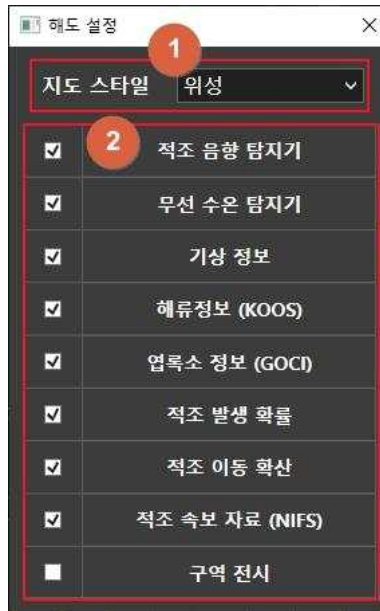 해도 설정
1
지도 스타일 위성
2
적조 음향 탐지기
무선 수온 탐지기
기상 정보
해류정보 (KOOS)
엽록소 정보 (GOCI)
적조 발생 확률
적조 이동 확산
적조 속보 자료 (NIFS)
구역 전시